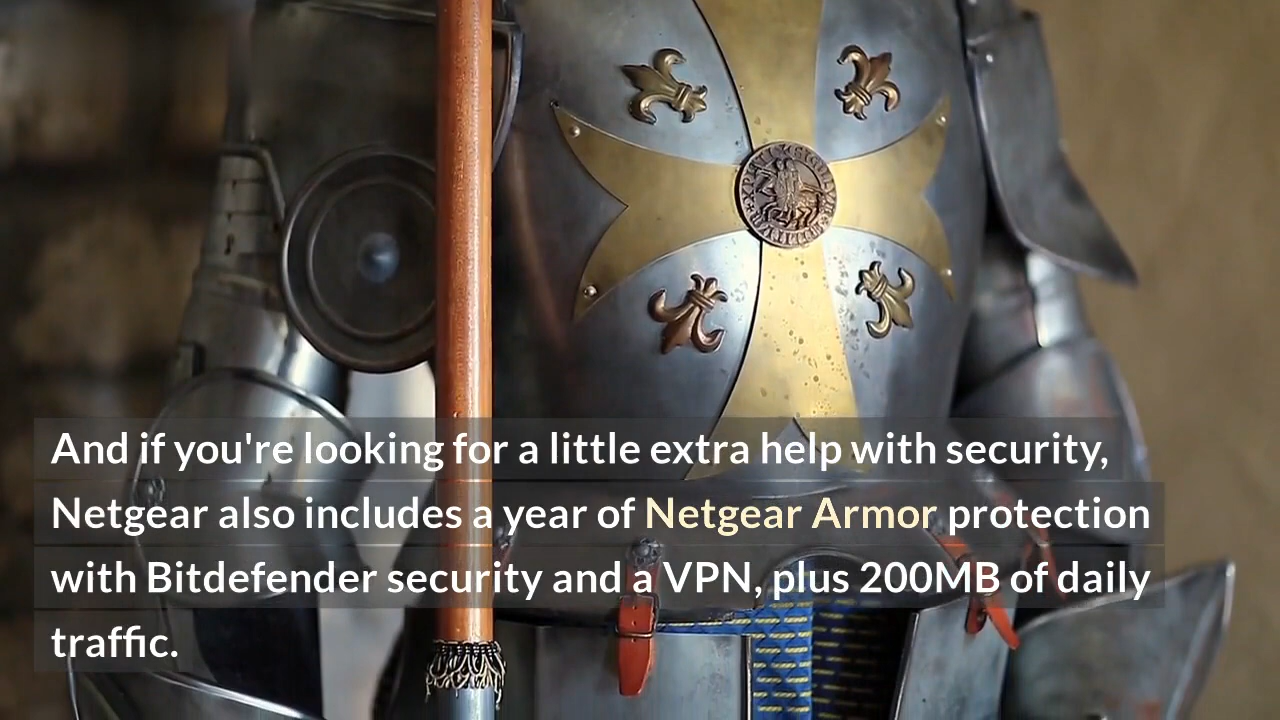 And if you're looking for a little extra help with security,
Netgear also includes a year of Netgear Armor protection
with Bitdefender security and a VPN, plus 200MB of daily
traffic.